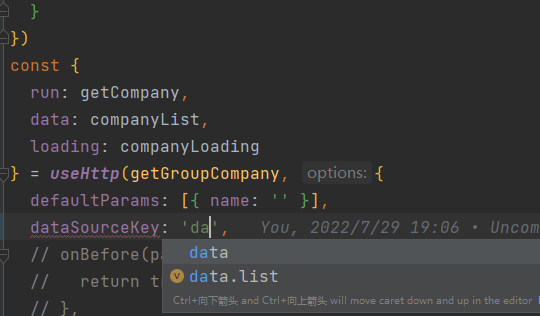 }
})
const {
run: getCompany,
data: companyList,
loading: companyLoading
} = useHttp(getGroupCompany, options: {
defaultParams: [{ name: '' }],
dataSourceKey: 'da', You, 2022/7/29 19:06 • Uncom
// onBefore(pa
data
// return t
V data.list
Ctrl+向下箭头 and Ctrl+向上箭头 will move caret down and up in the editor
// },